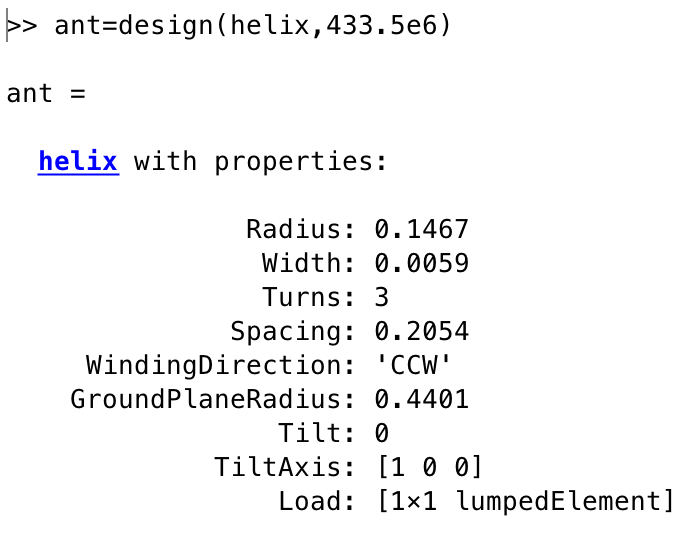 >> ant=design(helix,433.5e6)
ant =
helix with properties:
Radius: 0.1467
Width: 0.0059
Turns: 3
Spacing: 0.2054
WindingDirection: 'CCW'
GroundPlaneRadius: 0.4401
Tilt: 0
TiltAxis: [1 0 0]
Load: [1×1 lumpedElement]